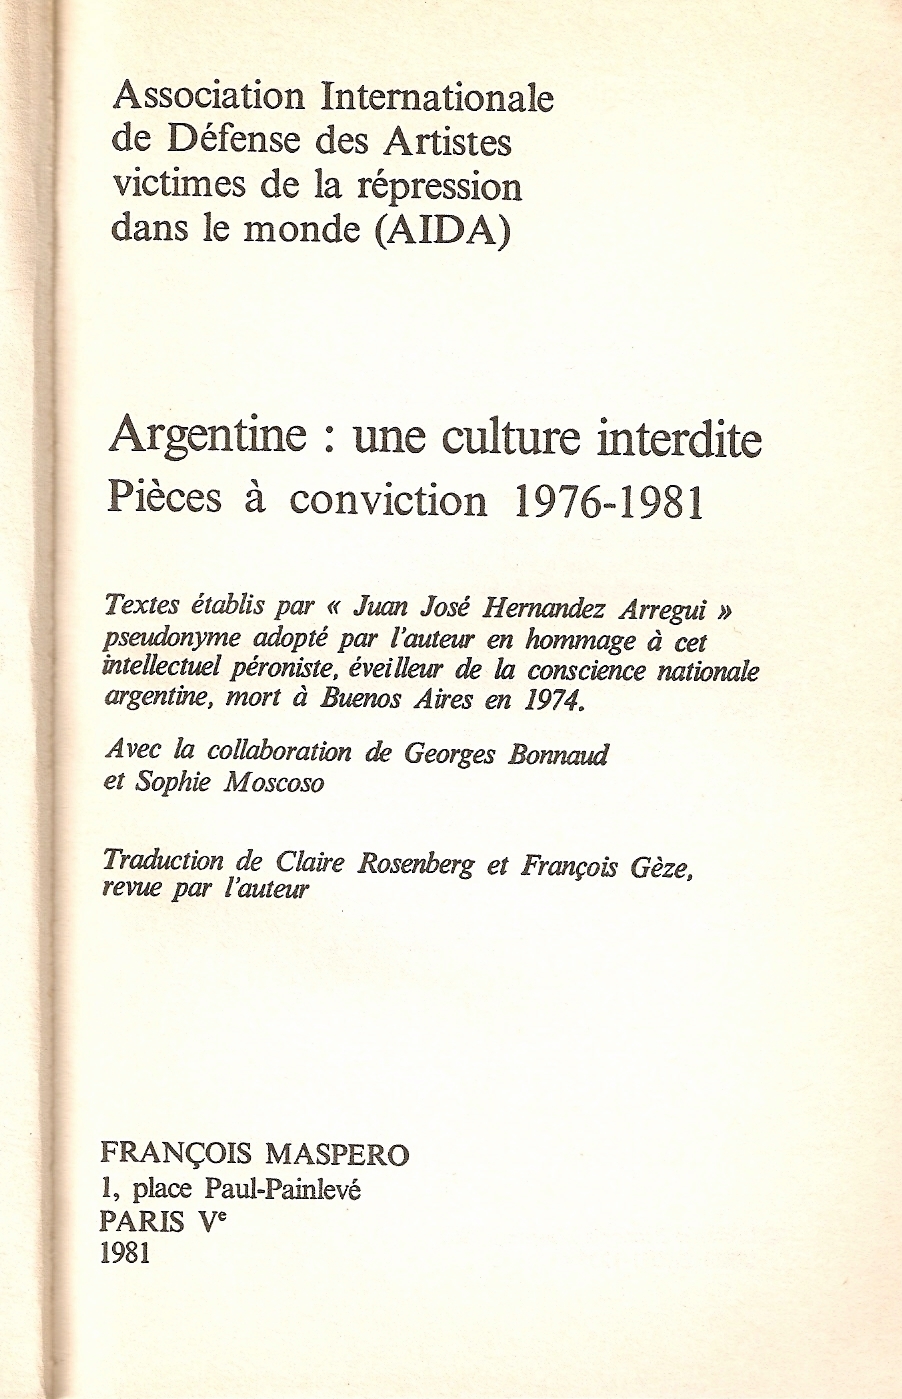 Association Internationale
de Défense des Artistes
victimes de la répression
dans le monde (AIDA)
Argentine : une culture interdite
Pièces à conviction 1976-1981
Textes établis par « Juan José Hernandez Arregui »
pseudonyme adopté par l'auteur en hommage à cet
intellectuel péroniste, éveilleur de la conscience nationale
argentine, mort à Buenos Aires en 1974.
Avec la collaboration de Georges Bonnaud
et Sophie Moscoso
Traduction de Claire Rosenberg et François Gèze,
revue par l'auteur
FRANÇOIS MASPERO
1, place Paul-Painlevé
PARIS Vᵉ
1981